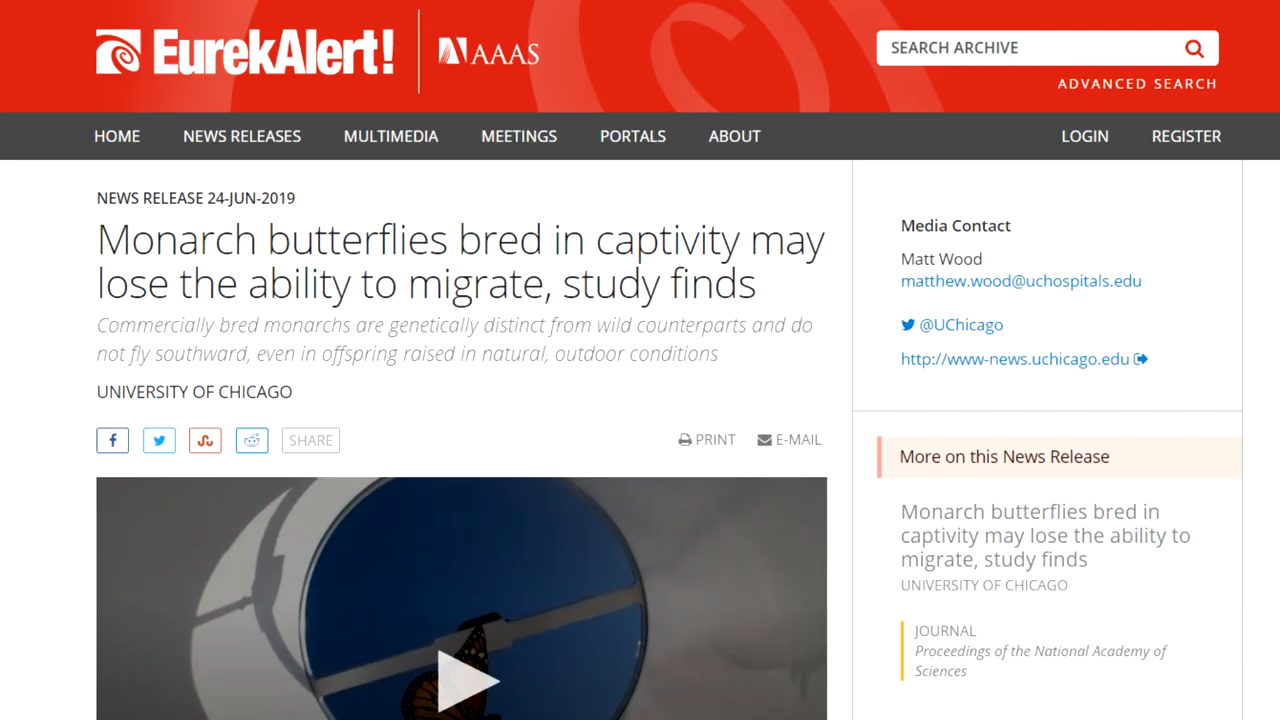 EurekAlert! AAAS
SEARCH ARCHIVE
ADVANCED SEARCH
HOME NEWS RELEASES MULTIMEDIA MEETINGS PORTALS ABOUT LOGIN REGISTER
NEWS RELEASE 24-JUN-2019
Monarch butterflies bred in captivity may
lose the ability to migrate, study finds
Commercially bred monarchs are genetically distinct from wild counterparts and do
not fly southward, even in offspring raised in natural, outdoor conditions
UNIVERSITY OF CHICAGO
SHARE
PRINT E-MAIL
Media Contact
Matt Wood
matthew.wood@uchospitals.edu
@UChicago
http://www-news.uchicago.edu
More on this News Release
Monarch butterflies bred in
captivity may lose the ability to
migrate, study finds
UNIVERSITY OF CHICAGO
JOURNAL
Proceedings of the National Academy of
Sciences